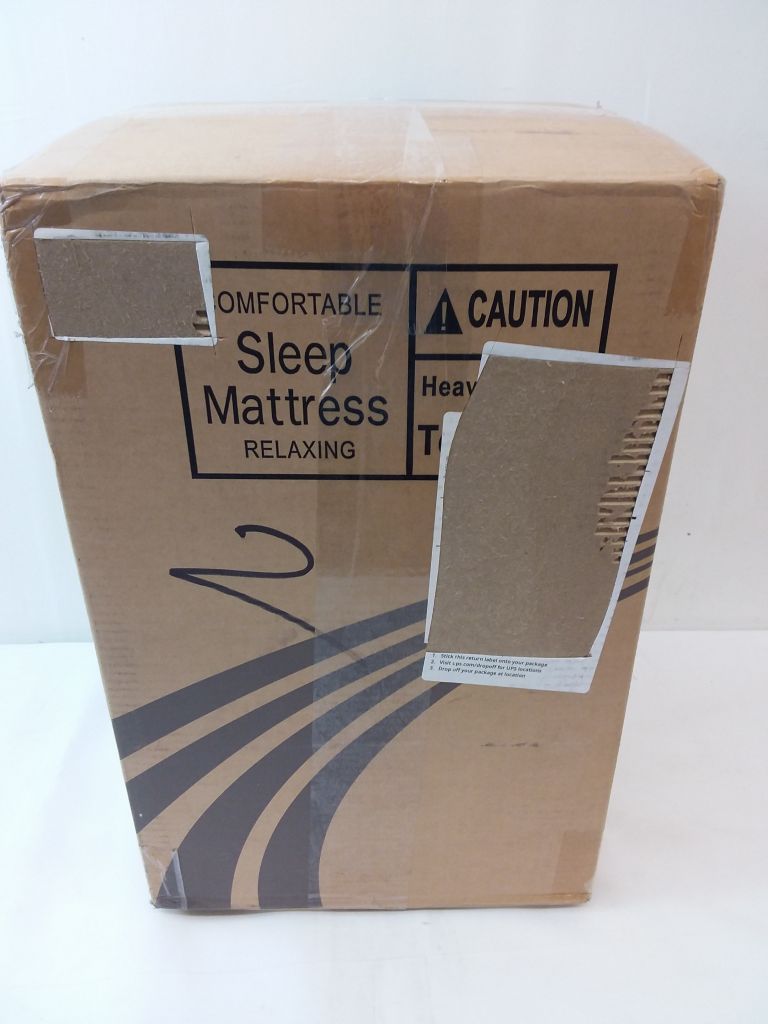 OMFORTABLE
Sleep
Mattress
RELAXING
CAUTION
1. Stick this return label onto your package
2. Visit ups.com/dropoff for UPS locations
3. Drop off your package at location